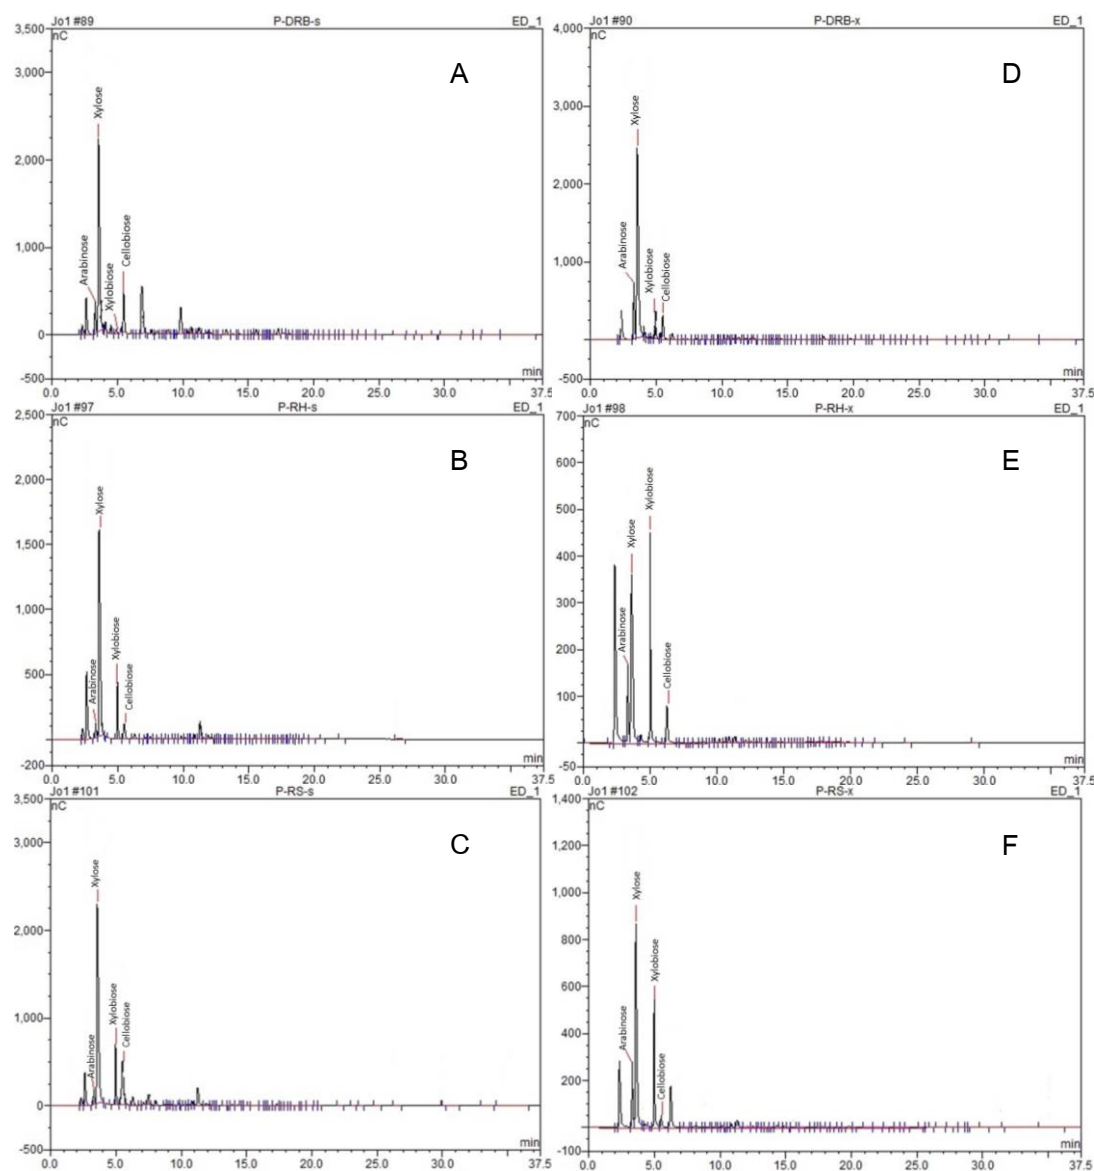 Jo1 #89 P-DRB-s ED_1
nC
3,500
3,000
2,000
1,000
0
-500
A
Arabinose
Xylose
Xylobiose
Cellobiose
min
0.0 5.0 10.0 15.0 20.0 25.0 30.0 37.5
Jo1 #90 P-DRB-x ED_1
nC
4,000
3,000
2,000
1,000
0
-500
D
Arabinose
Xylose
Xylobiose
Cellobiose
min
0.0 5.0 10.0 15.0 20.0 25.0 30.0 37.5
Jo1 #97 P-RH-s ED_1
nC
2,500
2,000
1,500
1,000
500
-200
B
Arabinose
Xylose
Xylobiose
Cellobiose
min
0.0 5.0 10.0 15.0 20.0 25.0 30.0 37.5
Jo1 #98 P-RH-x ED_1
nC
700
600
500
400
300
200
100
0
-50
E
Arabinose
Xylose
Xylobiose
Cellobiose
min
0.0 5.0 10.0 15.0 20.0 25.0 30.0 37.5
Jo1 #101 P-RS-s ED_1
nC
3,500
3,000
2,000
1,000
0
-500
C
Arabinose
Xylose
Xylobiose
Cellobiose
min
0.0 5.0 10.0 15.0 20.0 25.0 30.0 37.5
Jo1 #102 P-RS-x ED_1
nC
1,400
1,200
1,000
800
600
400
200
-100
F
Arabinose
Xylose
Xylobiose
Cellobiose
min
0.0 5.0 10.0 15.0 20.0 25.0 30.0 37.5